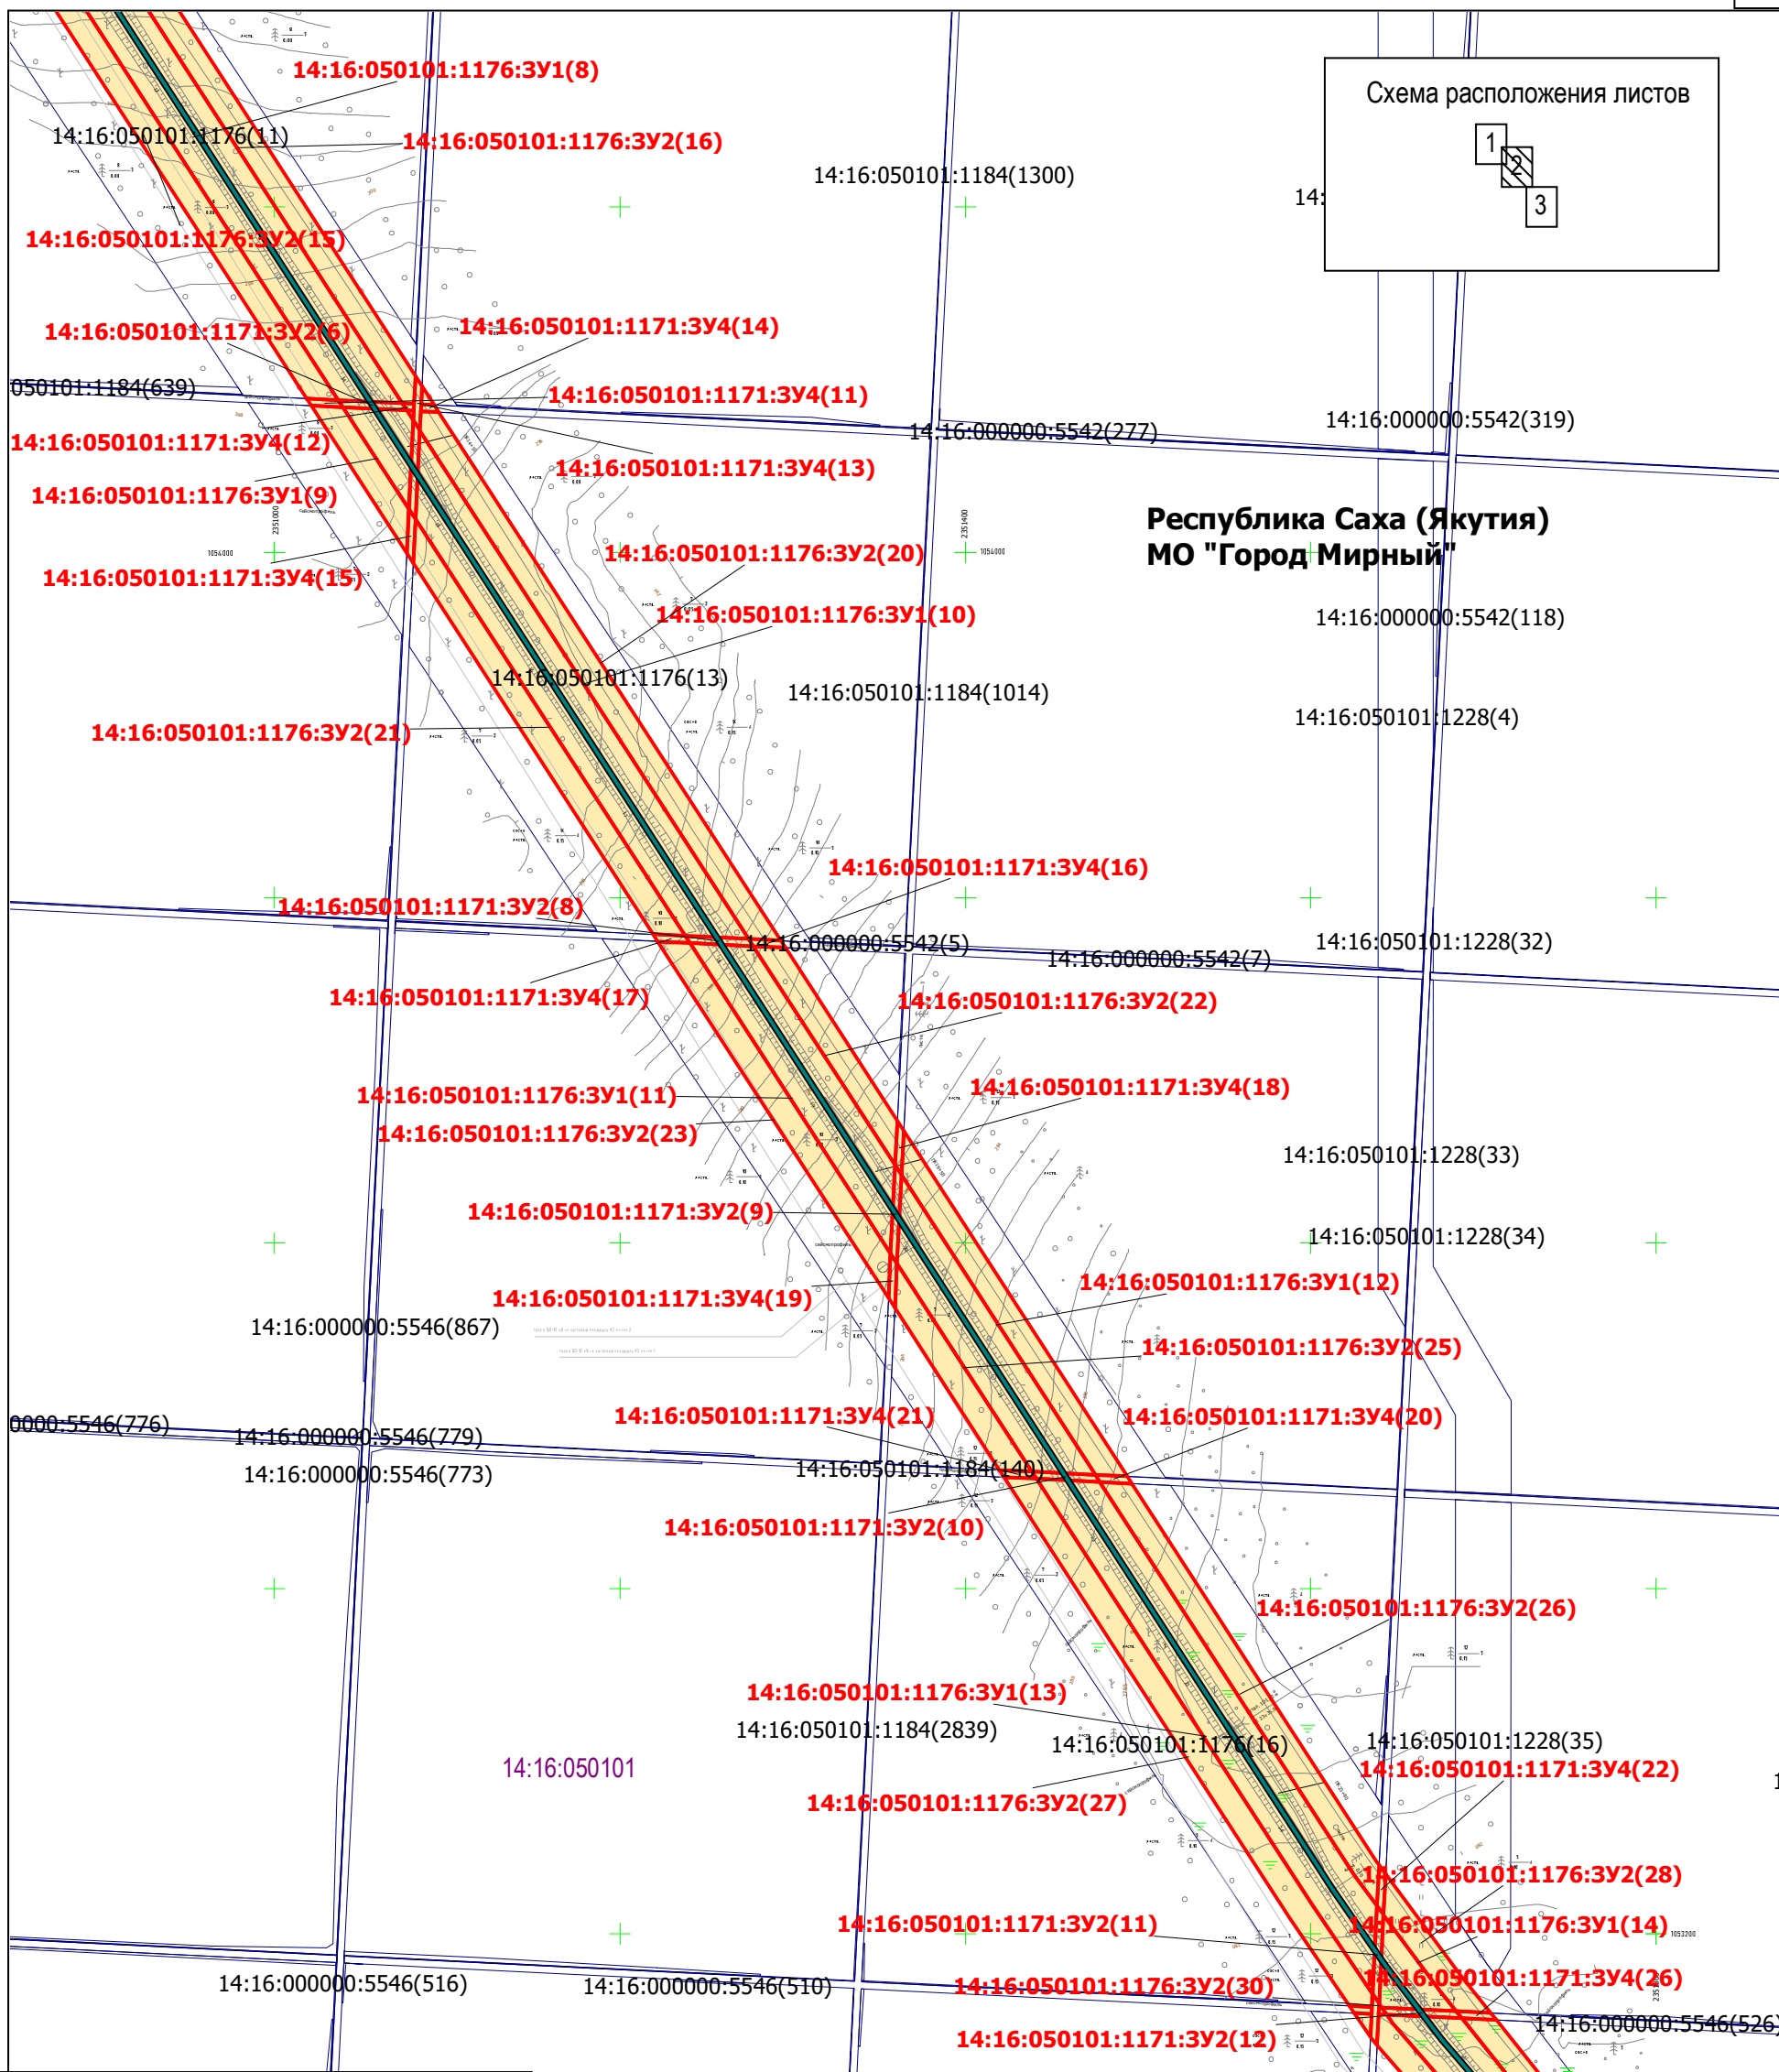 14:16:050101:1176:ЗУ1(8)
Схема расположения листов
14:16:050101:1176(11)
14:16:050101:1176:ЗУ2(16)
1
2
3
14:16:050101:1184(1300)
14:
14:16:050101:1176:ЗУ2(15)
14:16:050101:1171:ЗУ2(6)
14:16:050101:1171:ЗУ4(14)
050101:1184(639)
14:16:050101:1171:ЗУ4(11)
14:16:000000:5542(319)
14:16:000000:5542(277)
14:16:050101:1171:ЗУ4(12)
14:16:050101:1171:ЗУ4(13)
14:16:050101:1176:ЗУ1(9)
2351000
2351400
Республика Саха (Якутия)
МО "Город Мирный"
1054000
1054000
14:16:050101:1176:ЗУ2(20)
14:16:050101:1171:ЗУ4(15)
14:16:050101:1176:ЗУ1(10)
14:16:000000:5542(118)
14:16:050101:1176(13)
14:16:050101:1184(1014)
14:16:050101:1228(4)
14:16:050101:1176:ЗУ2(21)
14:16:050101:1171:ЗУ4(16)
14:16:050101:1171:ЗУ2(8)
14:16:000000:5542(5)
14:16:050101:1228(32)
14:16:000000:5542(7)
14:16:050101:1171:ЗУ4(17)
14:16:050101:1176:ЗУ2(22)
14:16:050101:1176:ЗУ1(11)
14:16:050101:1171:ЗУ4(18)
14:16:050101:1176:ЗУ2(23)
14:16:050101:1228(33)
14:16:050101:1171:ЗУ2(9)
14:16:050101:1228(34)
14:16:050101:1171:ЗУ4(19)
14:16:050101:1176:ЗУ1(12)
14:16:000000:5546(867)
14:16:050101:1176:ЗУ2(25)
14:16:050101:1171:ЗУ4(21)
14:16:050101:1171:ЗУ4(20)
0000:5546(776)
14:16:000000:5546(779)
14:16:000000:5546(773)
14:16:050101:1184(140)
14:16:050101:1171:ЗУ2(10)
14:16:050101:1176:ЗУ2(26)
14:16:050101:1176:ЗУ1(13)
14:16:050101:1184(2839)
14:16:050101:1176(16)
14:16:050101:1228(35)
14:16:050101
14:16:050101:1171:ЗУ4(22)
14:16:050101:1176:ЗУ2(27)
14:16:050101:1176:ЗУ2(28)
14:16:050101:1171:ЗУ2(11)
14:16:050101:1176:ЗУ1(14)
1053200
14:16:000000:5546(516)
14:16:000000:5546(510)
14:16:050101:1176:ЗУ2(30)
14:16:050101:1171:ЗУ4(26)
14:16:000000:5546(526)
14:16:050101:1171:ЗУ2(12)